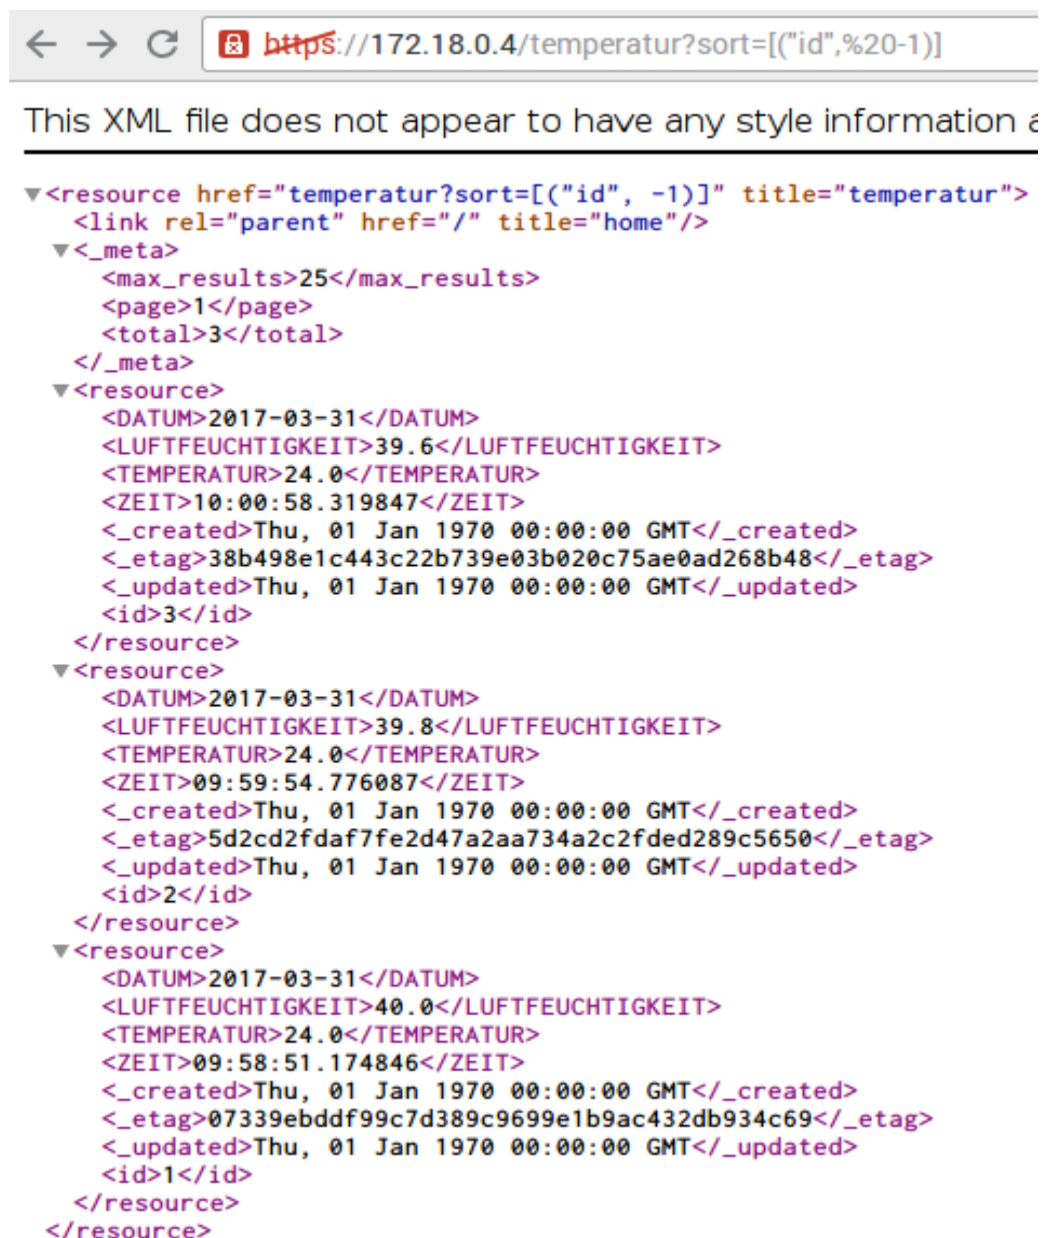 https://172.18.0.4/temperatur?sort=[("id",%20-1)]
This XML file does not appear to have any style information
<resource href="temperatur?sort=[("id", -1)]" title="temperatur">
<link rel="parent" href="/" title="home"/>
<_meta>
<max_results>25</max_results>
<page>1</page>
<total>3</total>
</_meta>
<resource>
<DATUM>2017-03-31</DATUM>
<LUFTFEUCHTIGKEIT>39.6</LUFTFEUCHTIGKEIT>
<TEMPERATUR>24.0</TEMPERATUR>
<ZEIT>10:00:58.319847</ZEIT>
<_created>Thu, 01 Jan 1970 00:00:00 GMT</_created>
<_etag>38b498e1c443c22b739e03b020c75ae0ad268b48</_etag>
<_updated>Thu, 01 Jan 1970 00:00:00 GMT</_updated>
<id>3</id>
</resource>
<resource>
<DATUM>2017-03-31</DATUM>
<LUFTFEUCHTIGKEIT>39.8</LUFTFEUCHTIGKEIT>
<TEMPERATUR>24.0</TEMPERATUR>
<ZEIT>09:59:54.776087</ZEIT>
<_created>Thu, 01 Jan 1970 00:00:00 GMT</_created>
<_etag>5d2cd2fdaf7fe2d47a2aa734a2c2fded289c5650</_etag>
<_updated>Thu, 01 Jan 1970 00:00:00 GMT</_updated>
<id>2</id>
</resource>
<resource>
<DATUM>2017-03-31</DATUM>
<LUFTFEUCHTIGKEIT>40.0</LUFTFEUCHTIGKEIT>
<TEMPERATUR>24.0</TEMPERATUR>
<ZEIT>09:58:51.174846</ZEIT>
<_created>Thu, 01 Jan 1970 00:00:00 GMT</_created>
<_etag>07339ebddf99c7d389c9699e1b9ac432db934c69</_etag>
<_updated>Thu, 01 Jan 1970 00:00:00 GMT</_updated>
<id>1</id>
</resource>
</resource>